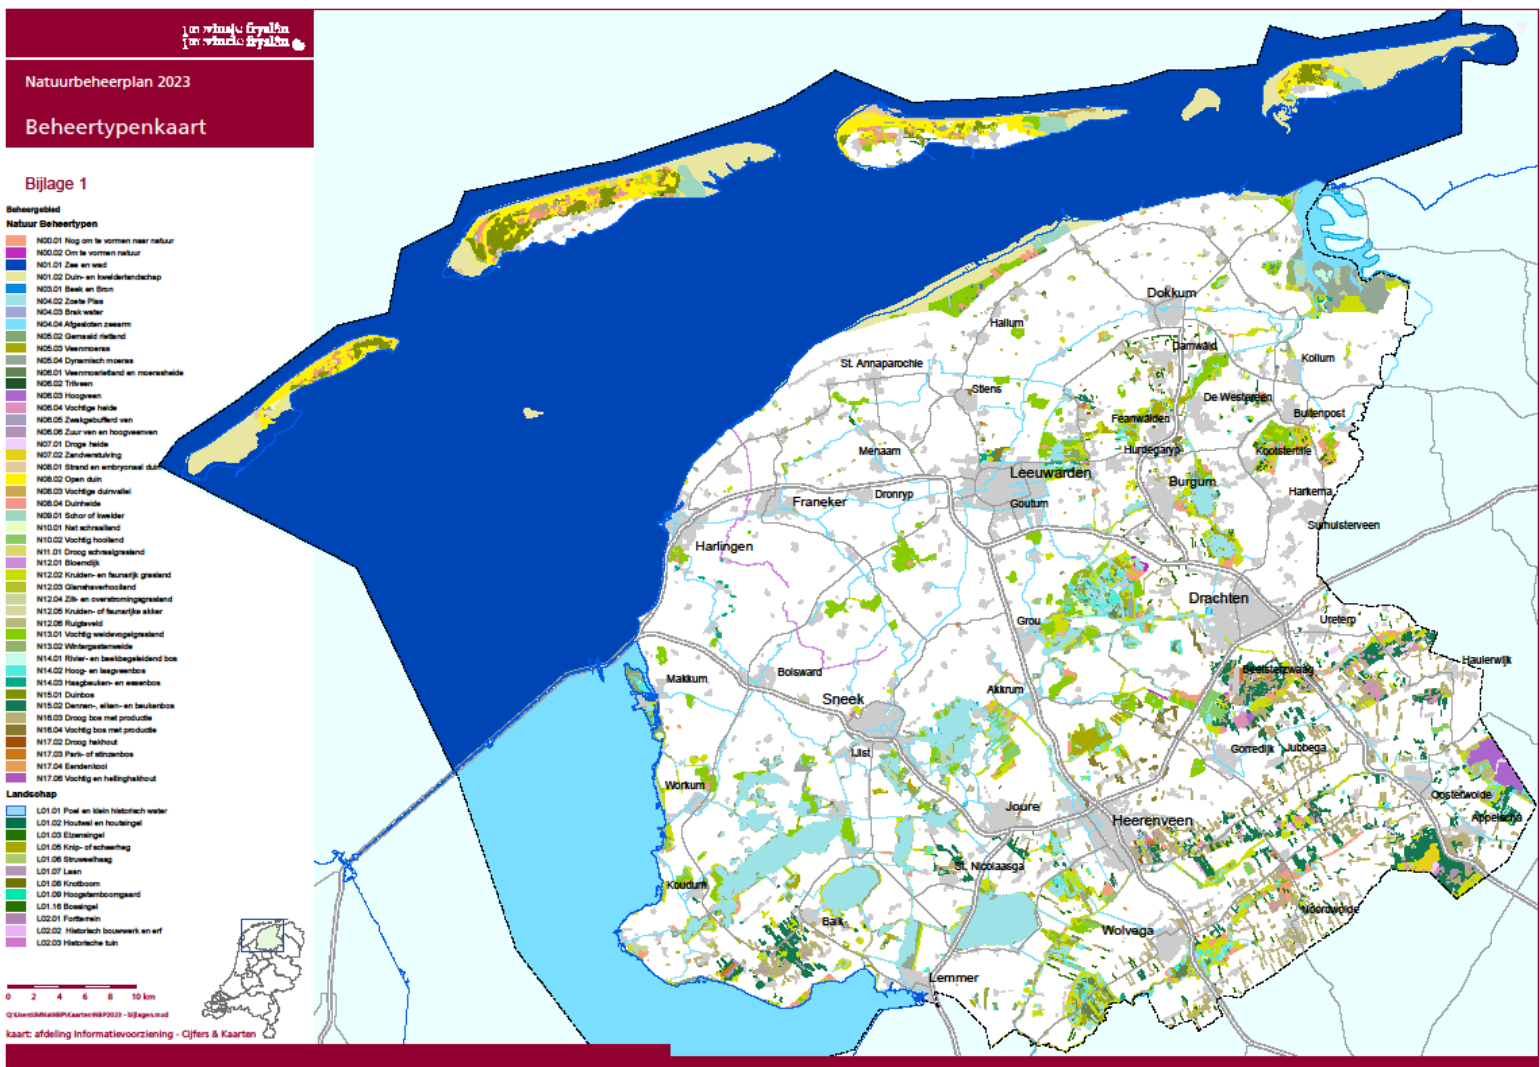 provinsje fryslân
provincie fryslân
Natuurbeheerplan 2023
Beheertypenkaart
Bijlage 1
Beheergebied
Natuur Beheertypen
N00.01 Nog om te vormen naar natuur
N00.02 Om te vormen natuur
N01.01 Zee en wad
N01.02 Duin- en kwelderlandschap
N03.01 Beek en Bron
N04.02 Zoete Plas
N04.03 Brak water
N04.04 Afgesloten zeearm
N05.02 Gemaaid rietland
N05.03 Veenmoeras
N05.04 Dynamisch moeras
N06.01 Veenmosrietland en moerasheide
N06.02 Trilveen
N06.03 Hoogveen
N06.04 Vochtige heide
N06.05 Zwakgebufferd ven
N06.06 Zuur ven en hoogveenven
N07.01 Droge heide
N07.02 Zandverstuiving
N08.01 Strand en embryonaal duin
N08.02 Open duin
N08.03 Vochtige duinvallei
N08.04 Duinheide
N09.01 Schor of kwelder
N10.01 Nat schraalland
N10.02 Vochtig hooiland
N11.01 Droog schraalgrasland
N12.01 Bloemdijk
N12.02 Kruiden- en faunarijk grasland
N12.03 Glanshaverhooiland
N12.04 Zilt- en overstromingsgrasland
N12.05 Kruiden- of faunarijke akker
N12.06 Ruigteveld
N13.01 Vochtig weidevogelgrasland
N13.02 Wintergastenweide
N14.01 Rivier- en beekbegeleidend bos
N14.02 Hoog- en laagveenbos
N14.03 Haagbeuken- en essenbos
N15.01 Duinbos
N15.02 Dennen-, eiken- en beukenbos
N16.03 Droog bos met productie
N16.04 Vochtig bos met productie
N17.02 Droog hakhout
N17.03 Park- of stinzenbos
N17.04 Eendenkooi
N17.06 Vochtig en hellinghakhout
Landschap
L01.01 Poel en klein historisch water
L01.02 Houtwal en houtsingel
L01.03 Elzensingel
L01.05 Knip- of scheerheg
L01.06 Struweelhaag
L01.07 Laan
L01.08 Knotboom
L01.09 Hoogstamboomgaard
L01.16 Bossingel
L02.01 Fortterrein
L02.02 Historisch bouwwerk en erf
L02.03 Historische tuin
0 2 4 6 8 10 km
kaart: afdeling Informatievoorziening - Cijfers & Kaarten
Dokkum
Hallum
Damwâld
Kollum
St. Annaparochie
Stiens
De Westereen
Buitenpost
Feanwâlden
Menaam
Hurdegaryp
Kootstertille
Leeuwarden
Burgum
Harkema
Dronryp
Franeker
Goutum
Surhuisterveen
Harlingen
Drachten
Grou
Ureterp
Haulerwijk
Beetsterzwaag
Bolsward
Makkum
Akkrum
Sneek
IJlst
Gorredijk
Jubbega
Workum
Oosterwolde
Joure
Heerenveen
Appelscha
St. Nicolaasga
Koudum
Noordwolde
Balk
Wolvega
Lemmer